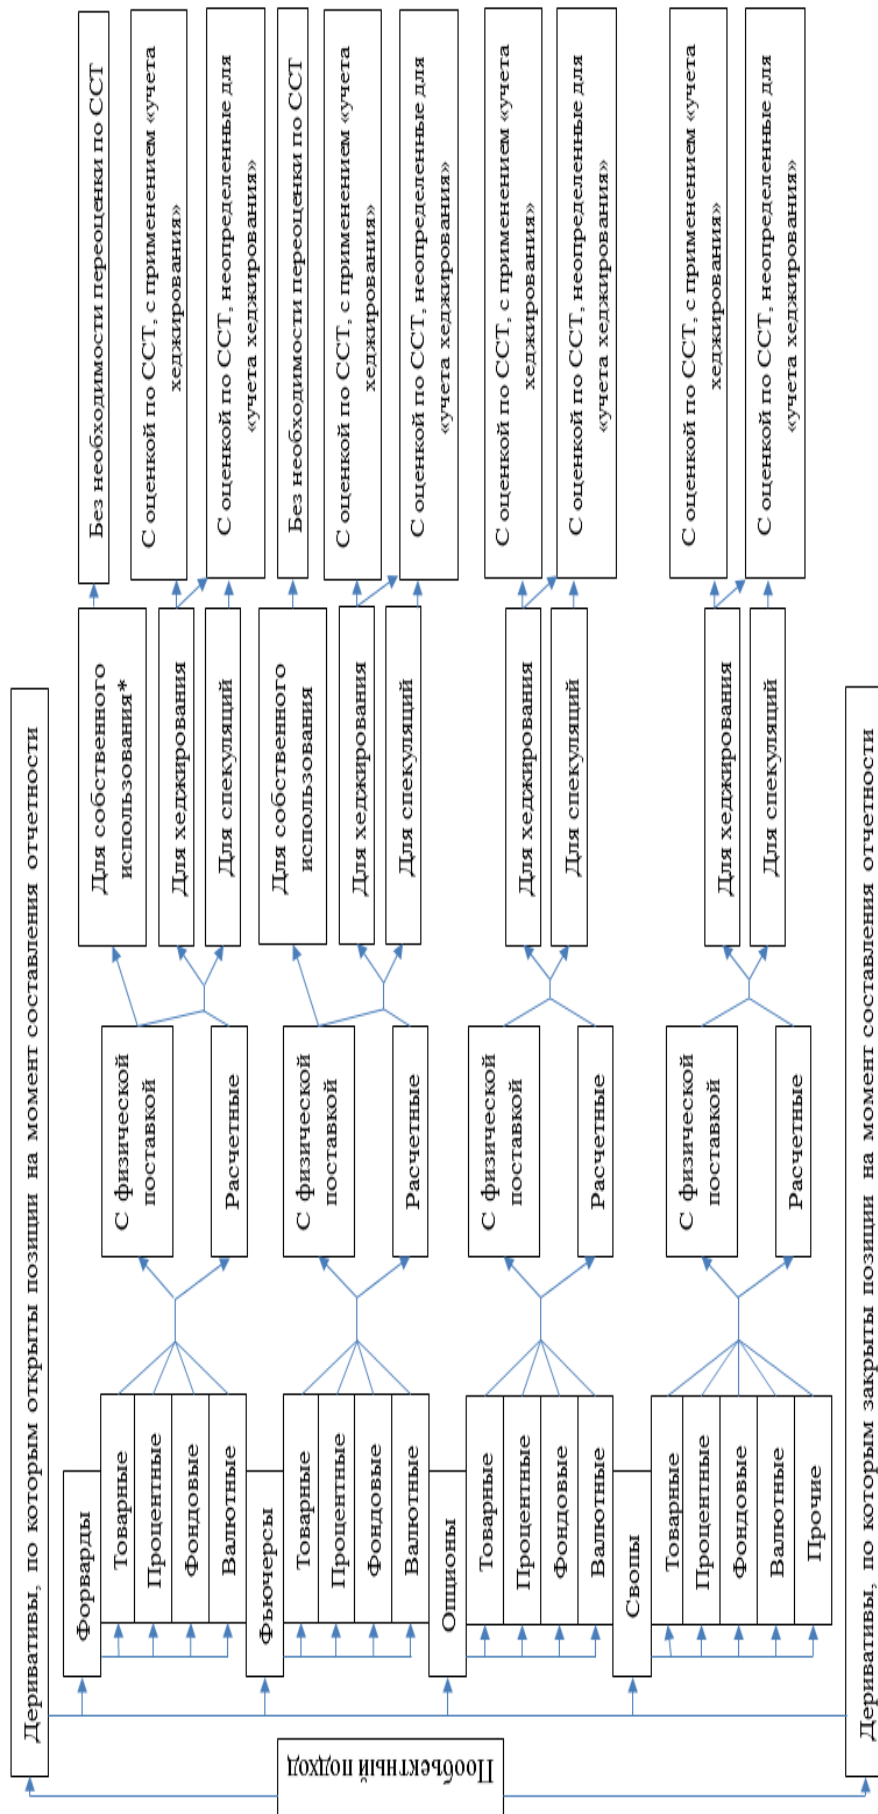 Пообъектный подход
Деривативы, по которым открыты позиции на момент составления отчетности
Форварды
Товарные
Процентные
Фондовые
Валютные
С физической
поставкой
Расчетные
Для собственного
использования*
Для хеджирования
Для спекуляций
Без необходимости переоценки по ССТ
С оценкой по ССТ, с применением «учета
хеджирования»
С оценкой по ССТ, неопределенные для
«учета хеджирования»
Фьючерсы
Товарные
Процентные
Фондовые
Валютные
С физической
поставкой
Расчетные
Для собственного
использования
Для хеджирования
Для спекуляций
Без необходимости переоценки по ССТ
С оценкой по ССТ, с применением «учета
хеджирования»
С оценкой по ССТ, неопределенные для
«учета хеджирования»
Опционы
Товарные
Процентные
Фондовые
Валютные
С физической
поставкой
Расчетные
Для хеджирования
Для спекуляций
С оценкой по ССТ, с применением «учета
хеджирования»
С оценкой по ССТ, неопределенные для
«учета хеджирования»
Свопы
Товарные
Процентные
Фондовые
Валютные
Прочие
С физической
поставкой
Расчетные
Для хеджирования
Для спекуляций
С оценкой по ССТ, с применением «учета
хеджирования»
С оценкой по ССТ, неопределенные для
«учета хеджирования»
Деривативы, по которым закрыты позиции на момент составления отчетности